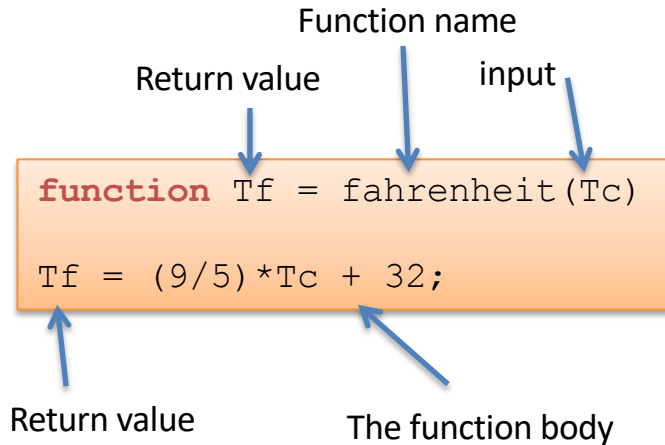 Function name
Return value
input
function Tf = fahrenheit(Tc)
Tf = (9/5)*Tc + 32;
Return value
The function body